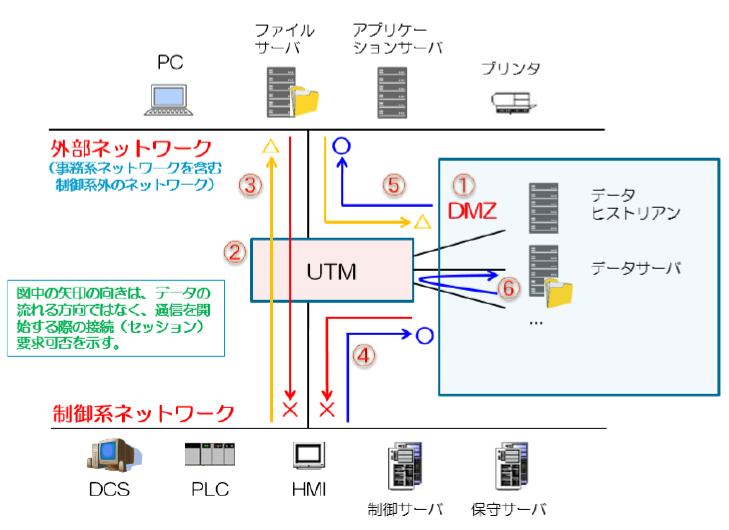 ファイル
サーバ
アプリケー
ションサーバ
PC
プリンタ
外部ネットワーク
（事務系ネットワークを含む
制御系外のネットワーク）
△
○
③
⑤
①
DMZ
△
データ
ヒストリアン
②
UTM
データサーバ
⑥
...
図中の矢印の向きは、データの
流れる方向ではなく、通信を開
始する際の接続（セッション）
要求可否を示す。
④
○
制御系ネットワーク
×
×
DCS
PLC
HMI
制御サーバ
保守サーバ